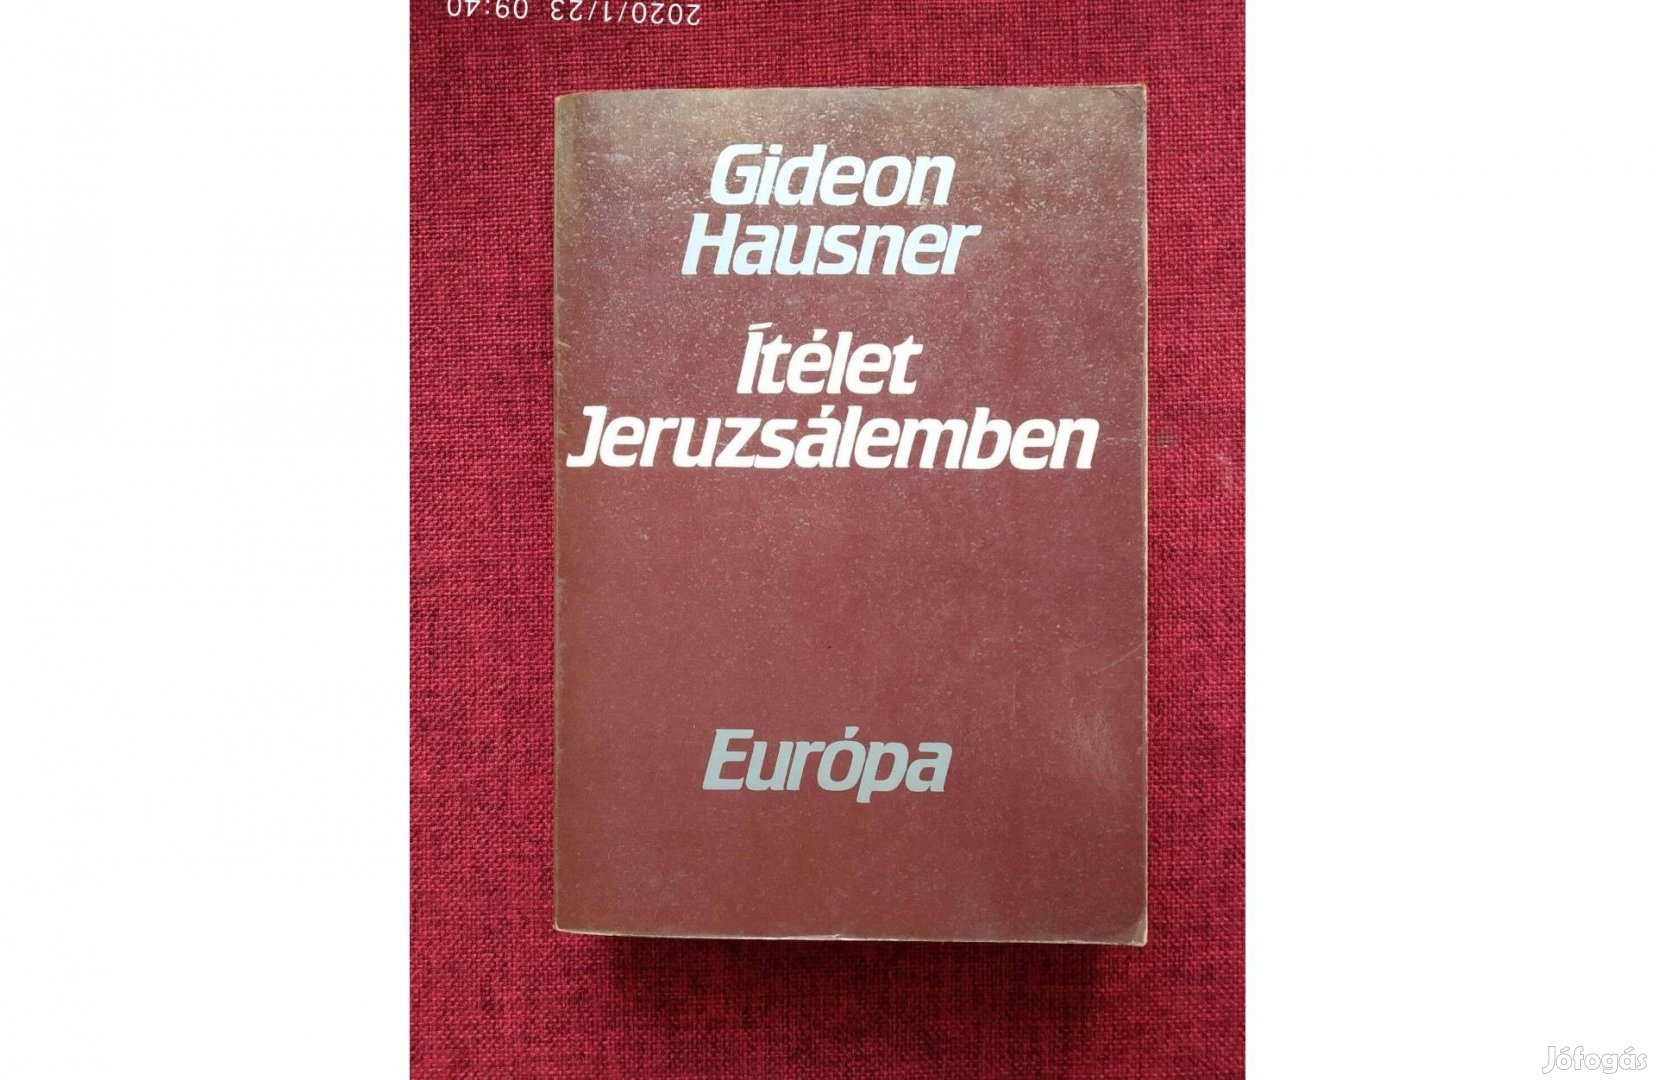 2020/1/23 09:40
Gideon
Hausner
Ítélet
Jeruzsálemben
Európa
Jófogás